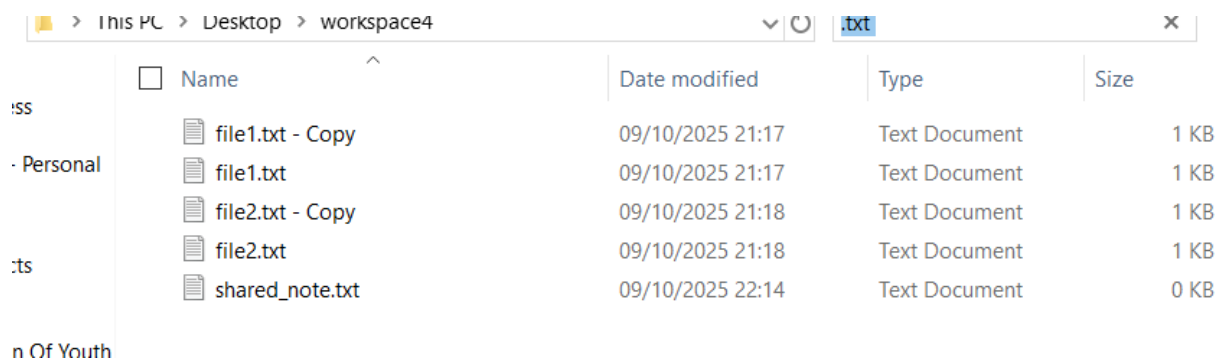 This PC > Desktop > workspace4
.txt
Name Date modified Type Size
ess
file1.txt - Copy 09/10/2025 21:17 Text Document 1 KB
- Personal
file1.txt 09/10/2025 21:17 Text Document 1 KB
file2.txt - Copy 09/10/2025 21:18 Text Document 1 KB
file2.txt 09/10/2025 21:18 Text Document 1 KB
cts
shared_note.txt 09/10/2025 22:14 Text Document 0 KB
n Of Youth